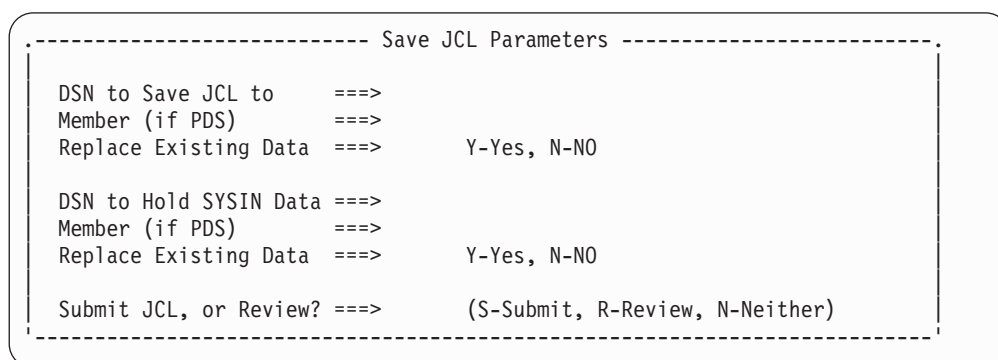 .---------------------------- Save JCL Parameters --------------------------.
DSN to Save JCL to ===>
Member (if PDS) ===>
Replace Existing Data ===> Y-Yes, N-NO
DSN to Hold SYSIN Data ===>
Member (if PDS) ===>
Replace Existing Data ===> Y-Yes, N-NO
Submit JCL, or Review? ===> (S-Submit, R-Review, N-Neither)
'---------------------------------------------------------------------------'